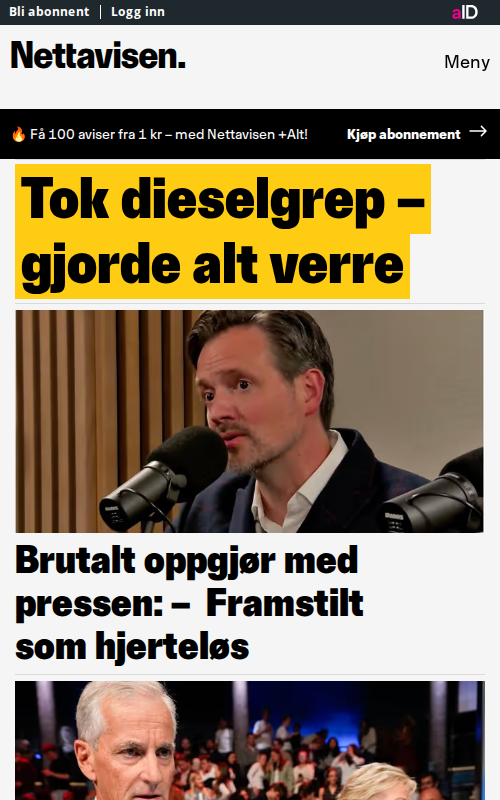 Bli abonnent | Logg inn
aID
Nettavisen.
Meny
🔥 Få 100 aviser fra 1 kr – med Nettavisen +Alt!
Kjøp abonnement →
Tok dieselgrep –
gjorde alt verre
Brutalt oppgjør med
pressen: – Framstilt
som hjerteløs